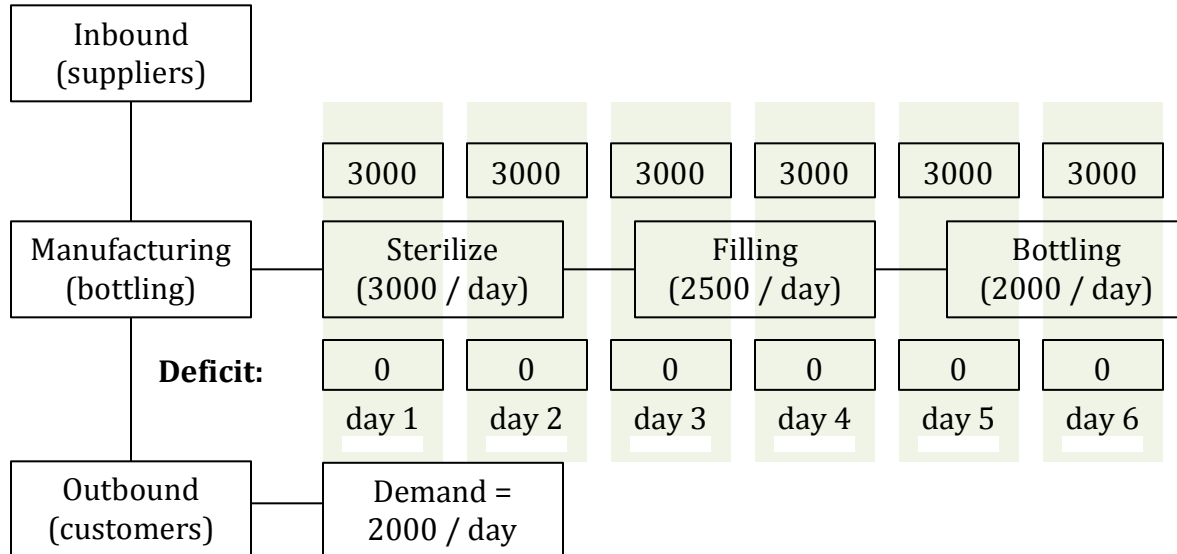 Inbound
(suppliers)
3000 3000 3000 3000 3000 3000
Manufacturing
(bottling)
Sterilize
(3000 / day)
Filling
(2500 / day)
Bottling
(2000 / day)
Deficit: 0 0 0 0 0 0
day 1 day 2 day 3 day 4 day 5 day 6
Outbound
(customers)
Demand =
2000 / day